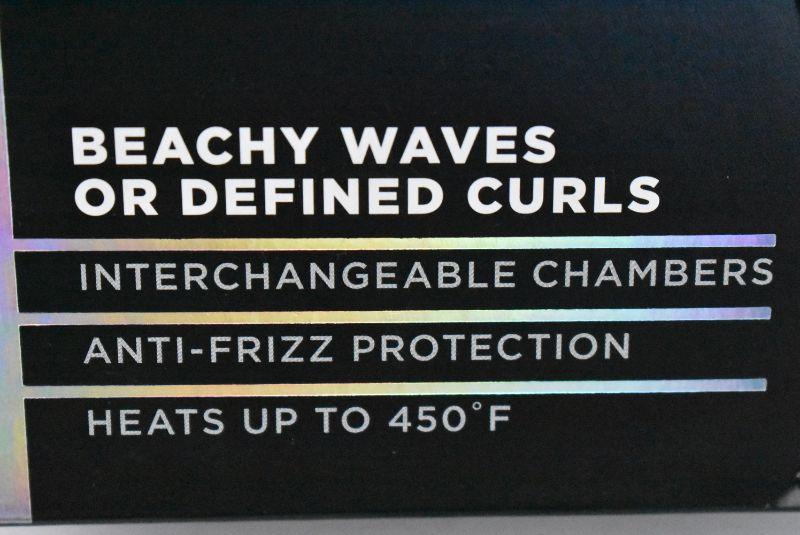 BEACHY WAVES
OR DEFINED CURLS
INTERCHANGEABLE CHAMBERS
ANTI-FRIZZ PROTECTION
HEATS UP TO 450°F